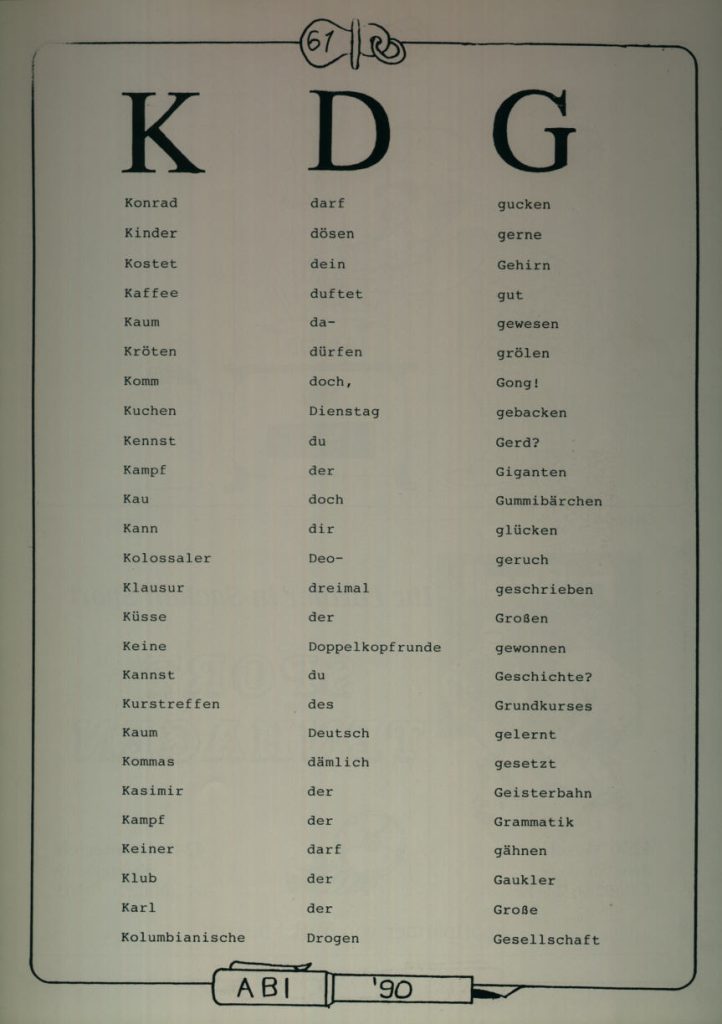 61
K D G
Konrad darf gucken
Kinder dösen gerne
Kostet dein Gehirn
Kaffee duftet gut
Kaum da- gewesen
Kröten dürfen grölen
Komm doch, Gong!
Kuchen Dienstag gebacken
Kennst du Gerd?
Kampf der Giganten
Kau doch Gummibärchen
Kann dir glücken
Kolossaler Deo- geruch
Klausur dreimal geschrieben
Küsse der Großen
Keine Doppelkopfrunde gewonnen
Kannst du Geschichte?
Kurstreffen des Grundkurses
Kaum Deutsch gelernt
Kommas dämlich gesetzt
Kasimir der Geisterbahn
Kampf der Grammatik
Keiner darf gähnen
Klub der Gaukler
Karl der Große
Kolumbianische Drogen Gesellschaft
ABI '90